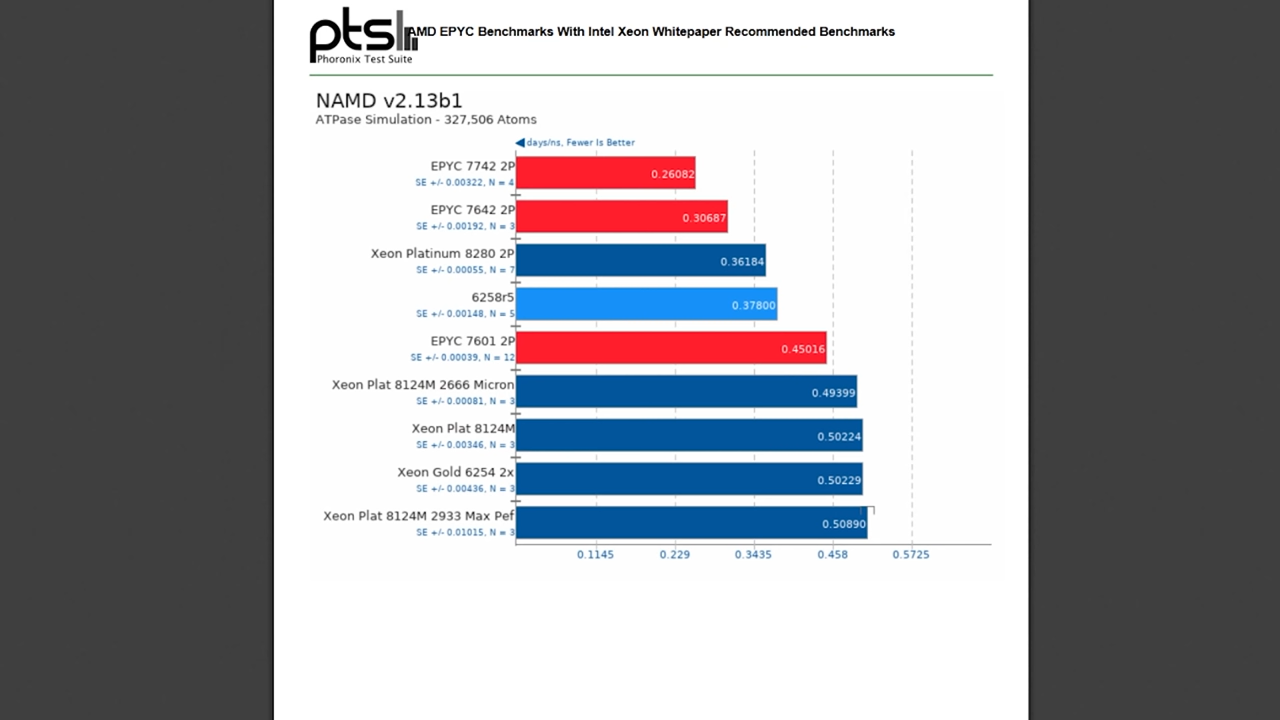 ptsl
AMD EPYC Benchmarks With Intel Xeon Whitepaper Recommended Benchmarks
Phoronix Test Suite
NAMD v2.13b1
ATPase Simulation - 327,506 Atoms
days/ns, Fewer Is Better
EPYC 7742 2P
SE +/- 0.00322, N = 4
0.26082
EPYC 7642 2P
SE +/- 0.00192, N = 3
0.30687
Xeon Platinum 8280 2P
SE +/- 0.00055, N = 7
0.36184
6258r5
SE +/- 0.00148, N = 5
0.37800
EPYC 7601 2P
SE +/- 0.00039, N = 12
0.45016
Xeon Plat 8124M 2666 Micron
SE +/- 0.00081, N = 3
0.49399
Xeon Plat 8124M
SE +/- 0.00346, N = 3
0.50224
Xeon Gold 6254 2x
SE +/- 0.00436, N = 3
0.50229
Xeon Plat 8124M 2933 Max Pef
SE +/- 0.01015, N = 3
0.50890
0.1145 0.229 0.3435 0.458 0.5725